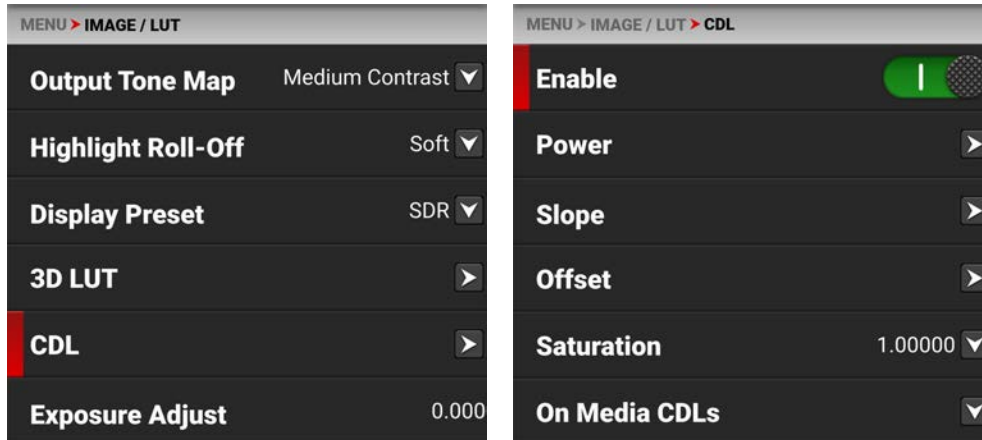 MENU > IMAGE / LUT
Output Tone Map Medium Contrast
Highlight Roll-Off Soft
Display Preset SDR
3D LUT
CDL
Exposure Adjust 0.000
MENU > IMAGE / LUT > CDL
Enable
Power
Slope
Offset
Saturation 1.00000
On Media CDLs